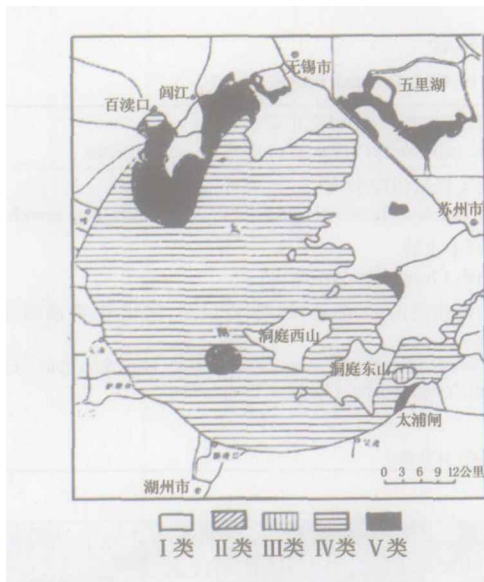 无锡市
五里湖
闾江
百渎口
苏州市
洞庭西山
洞庭东山
太浦闸
0 3 6 9 12公里
湖州市
I类 II类 III类 IV类 V类